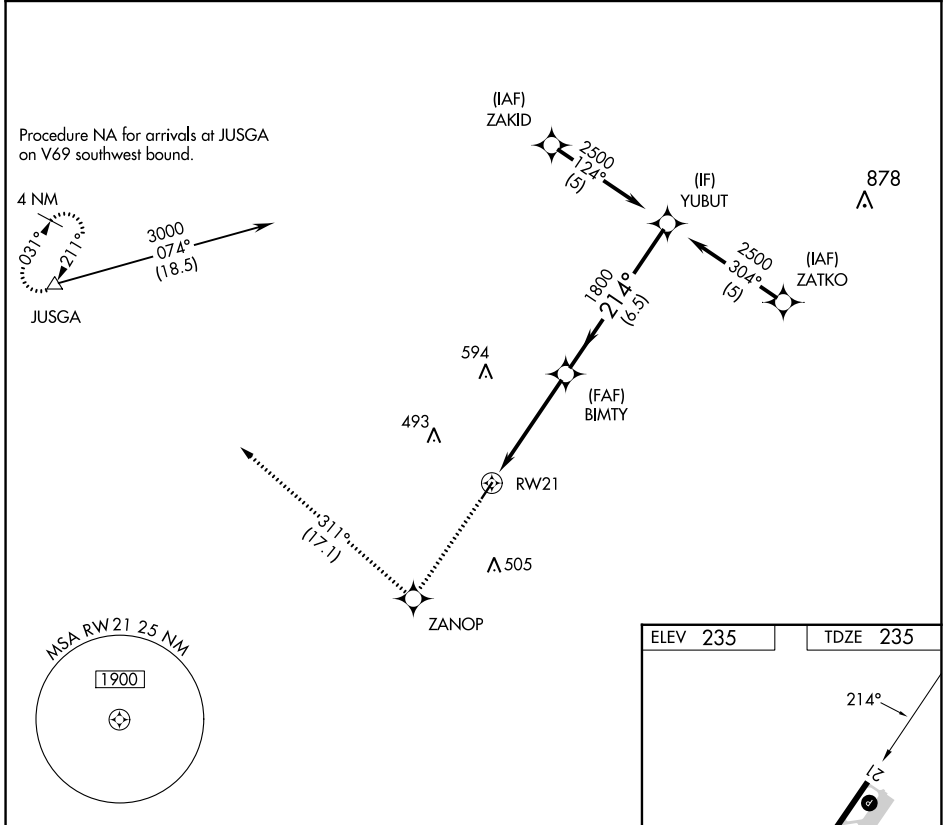 Procedure NA for arrivals at JUSGA
on V69 southwest bound.
4 NM
031°
211°
JUSGA
3000
074°
(18.5)
(IAF)
ZAKID
2500
124°
(5)
(IF)
YUBUT
878
2500
304°
(5)
(IAF)
ZATKO
1800
214°
(6.5)
594
(FAF)
BIMTY
493
RW21
311°
(17.1)
505
ZANOP
MSA RW21 25 NM
1900
ELEV 235
TDZE 235
214°
21
P